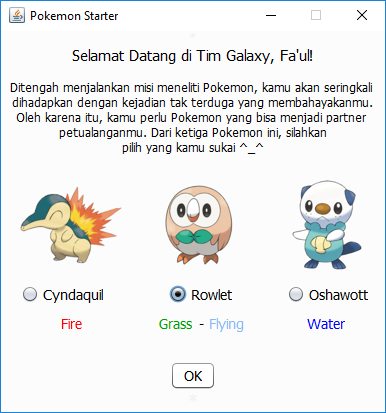 Pokemon Starter
*
Selamat Datang di Tim Galaxy, Fa'ul!
Ditengah menjalankan misi meneliti Pokemon, kamu akan seringkali
dihadapkan dengan kejadian tak terduga yang membahayakanmu.
Oleh karena itu, kamu perlu Pokemon yang bisa menjadi partner
petualanganmu. Dari ketiga Pokemon ini, silahkan
pilih yang kamu sukai ^_^
Cyndaquil Rowlet Oshawott
Fire Grass - Flying Water
OK
*